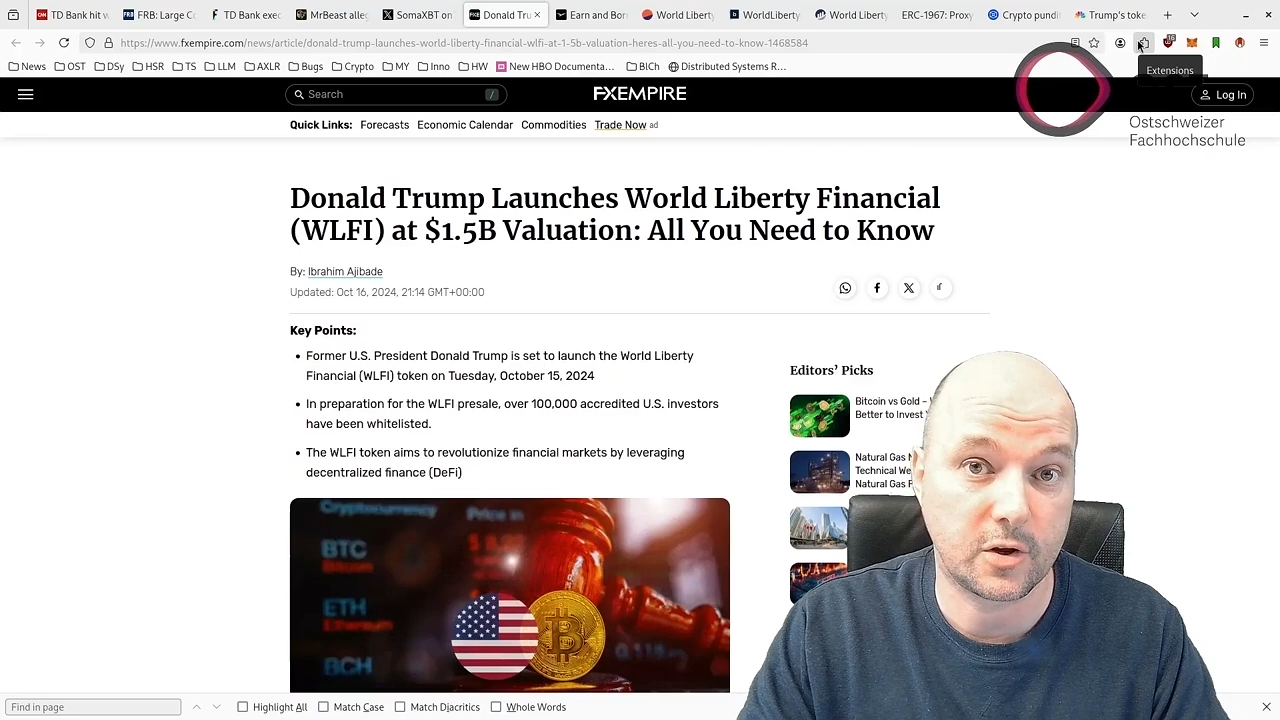 TD Bank hit w
FRB: Large C
TD Bank exec
MrBeast alleg
SomaXBT on
Donald Tru
Earn and Bor
World Liberty
WorldLiberty
World Liberty
ERC-1967: Proxy
Crypto pundi
Trump's toke
https://www.fxempire.com/news/article/donald-trump-launches-world-liberty-financial-wlfi-at-1-5b-valuation-heres-all-you-need-to-know-1468584
News
OST
DSy
HSR
TS
LLM
AXLR
Bugs
Crypto
MY
Inno
HW
New HBO Documenta…
BICh
Distributed Systems R…
Extensions
Search
/
FXEMPIRE
Log In
Quick Links: Forecasts Economic Calendar Commodities Trade Now ad
Ostschweizer
Fachhochschule
Donald Trump Launches World Liberty Financial
(WLFI) at $1.5B Valuation: All You Need to Know
By: Ibrahim Ajibade
Updated: Oct 16, 2024, 21:14 GMT+00:00
Key Points:
• Former U.S. President Donald Trump is set to launch the World Liberty
Financial (WLFI) token on Tuesday, October 15, 2024
• In preparation for the WLFI presale, over 100,000 accredited U.S. investors
have been whitelisted.
• The WLFI token aims to revolutionize financial markets by leveraging
decentralized finance (DeFi)
Editors' Picks
Bitcoin vs Gold –
Better to Invest
Natural Gas
Technical We
Natural Gas
Cryptocurrency
Price in
BTC
Bitcoin
ETH
Ethereum
BCH
Find in page
Highlight All
Match Case
Match Diacritics
Whole Words